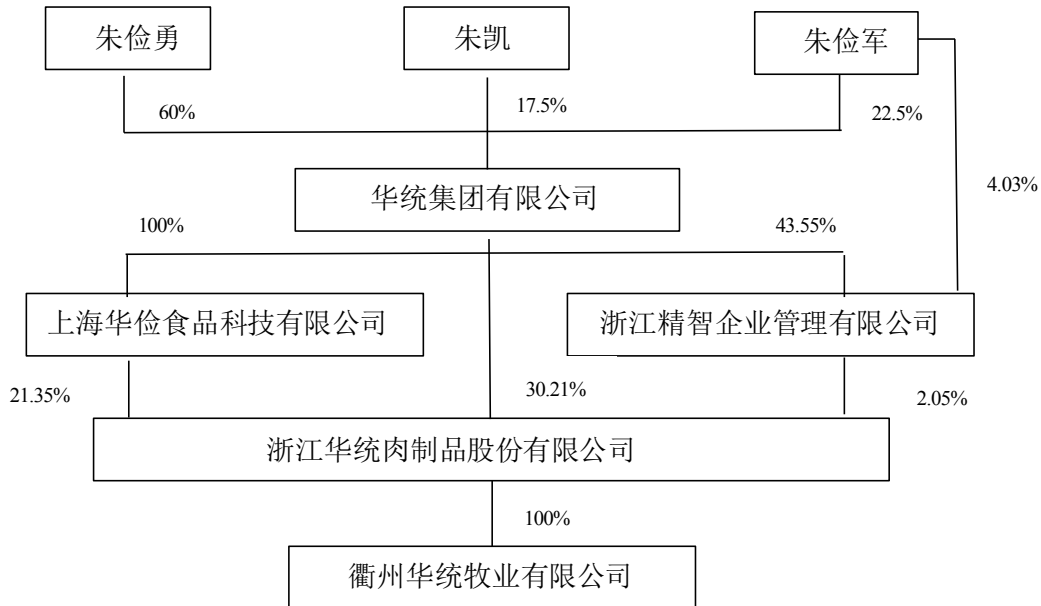 朱俭勇
朱凯
朱俭军
60%
17.5%
22.5%
4.03%
华统集团有限公司
100%
43.55%
上海华俭食品科技有限公司
浙江精智企业管理有限公司
21.35%
30.21%
2.05%
浙江华统肉制品股份有限公司
100%
衢州华统牧业有限公司